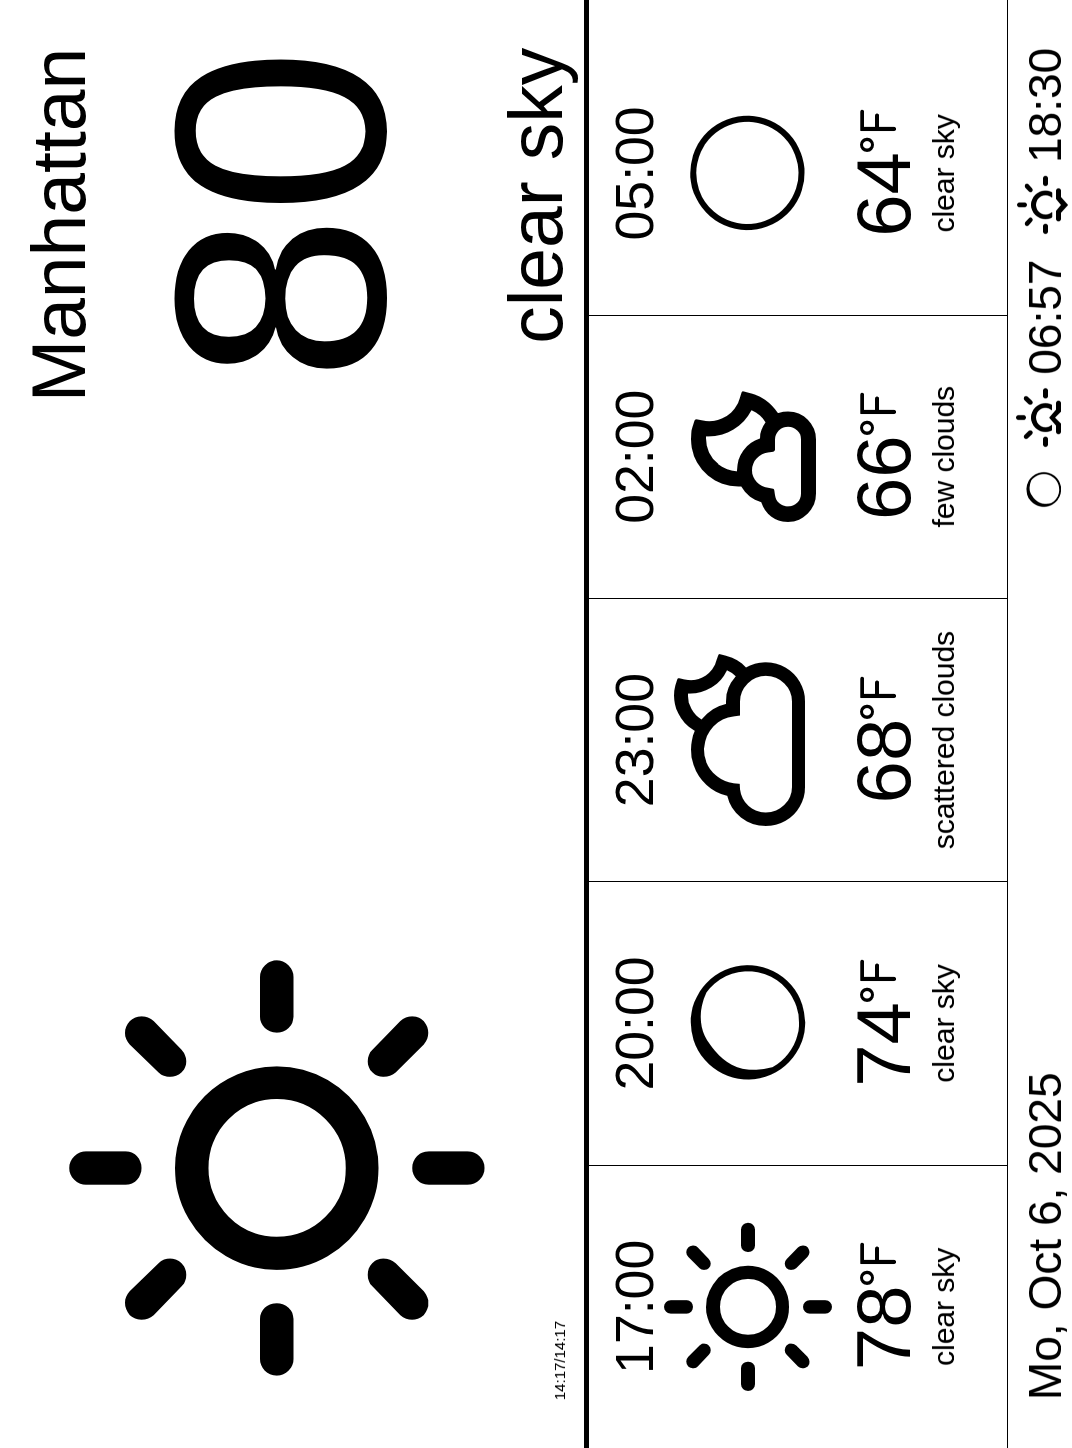 Manhattan
80
clear sky
14:17/14:17
17:00 20:00 23:00 02:00 05:00
78°F 74°F 68°F 66°F 64°F
clear sky clear sky scattered clouds few clouds clear sky
Mo, Oct 6, 2025 06:57 18:30